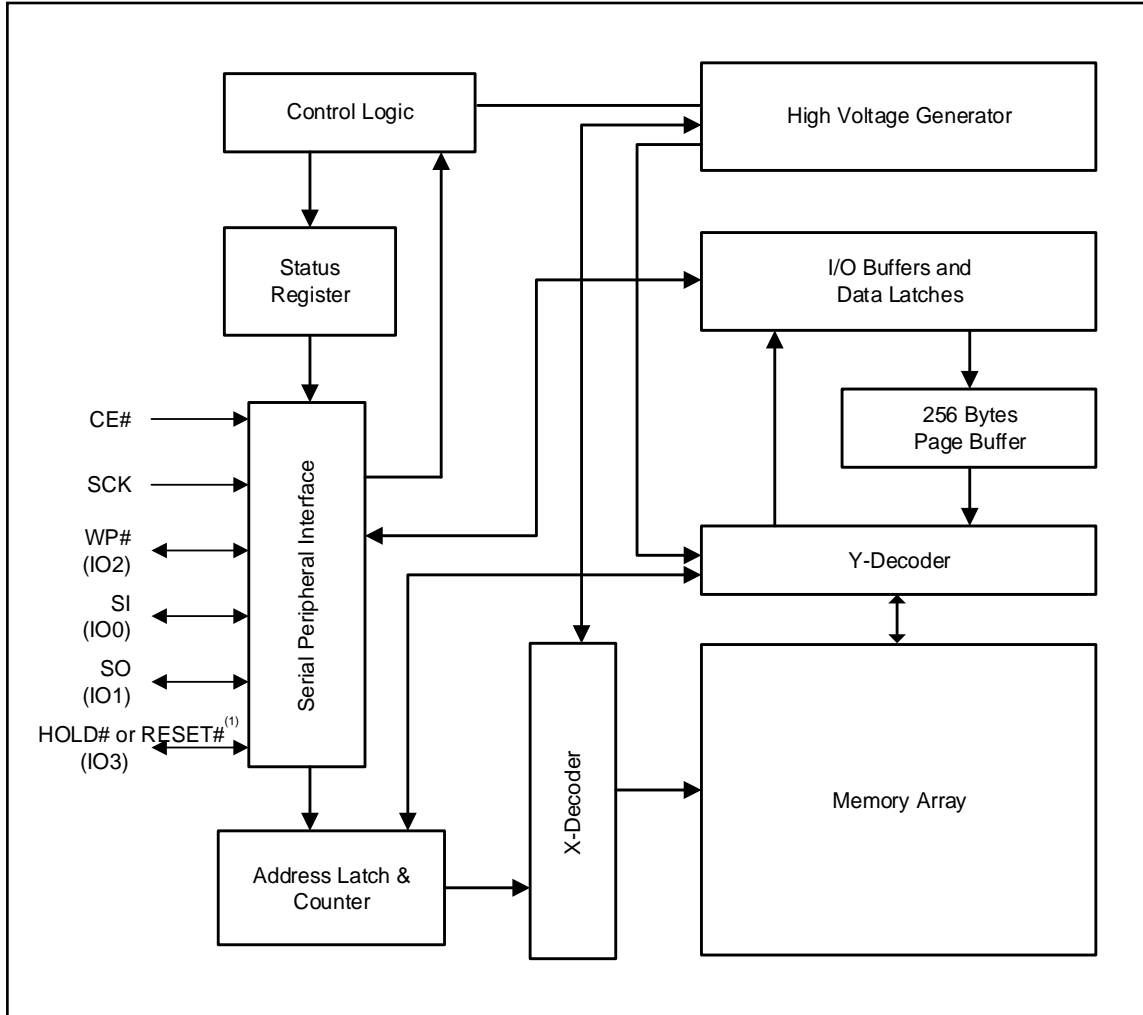 Control Logic
High Voltage Generator
Status
Register
I/O Buffers and
Data Latches
256 Bytes
Page Buffer
CE#
SCK
WP#
(IO2)
SI
(IO0)
SO
(IO1)
HOLD# or RESET#(1)
(IO3)
Serial Peripheral Interface
Y-Decoder
X-Decoder
Memory Array
Address Latch &
Counter